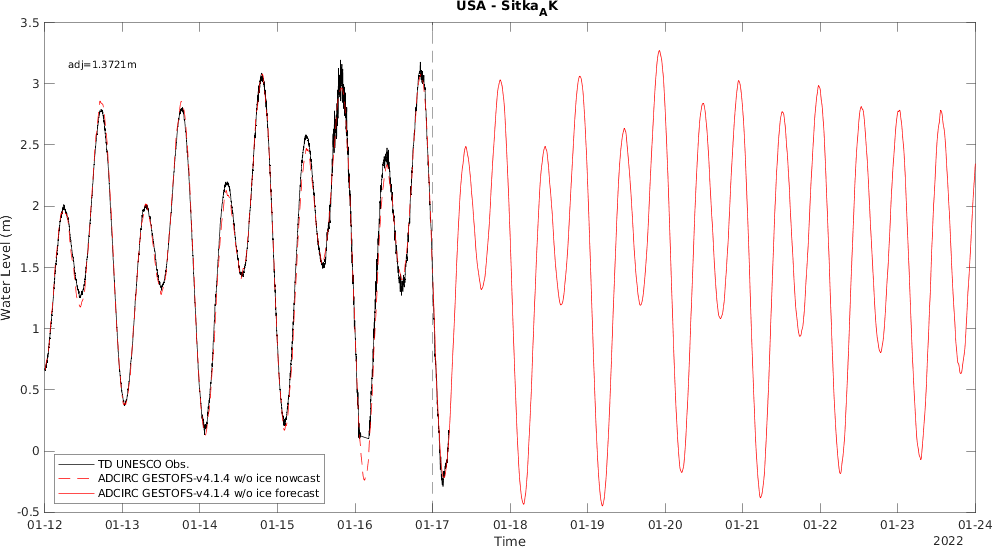 USA - Sitka_AK
adj=1.3721m
Water Level (m)
3.5
3
2.5
2
1.5
1
0.5
0
-0.5
TD UNESCO Obs.
ADCIRC GESTOFS-v4.1.4 w/o ice nowcast
ADCIRC GESTOFS-v4.1.4 w/o ice forecast
01-12 01-13 01-14 01-15 01-16 01-17 01-18 01-19 01-20 01-21 01-22 01-23 01-24
Time
2022